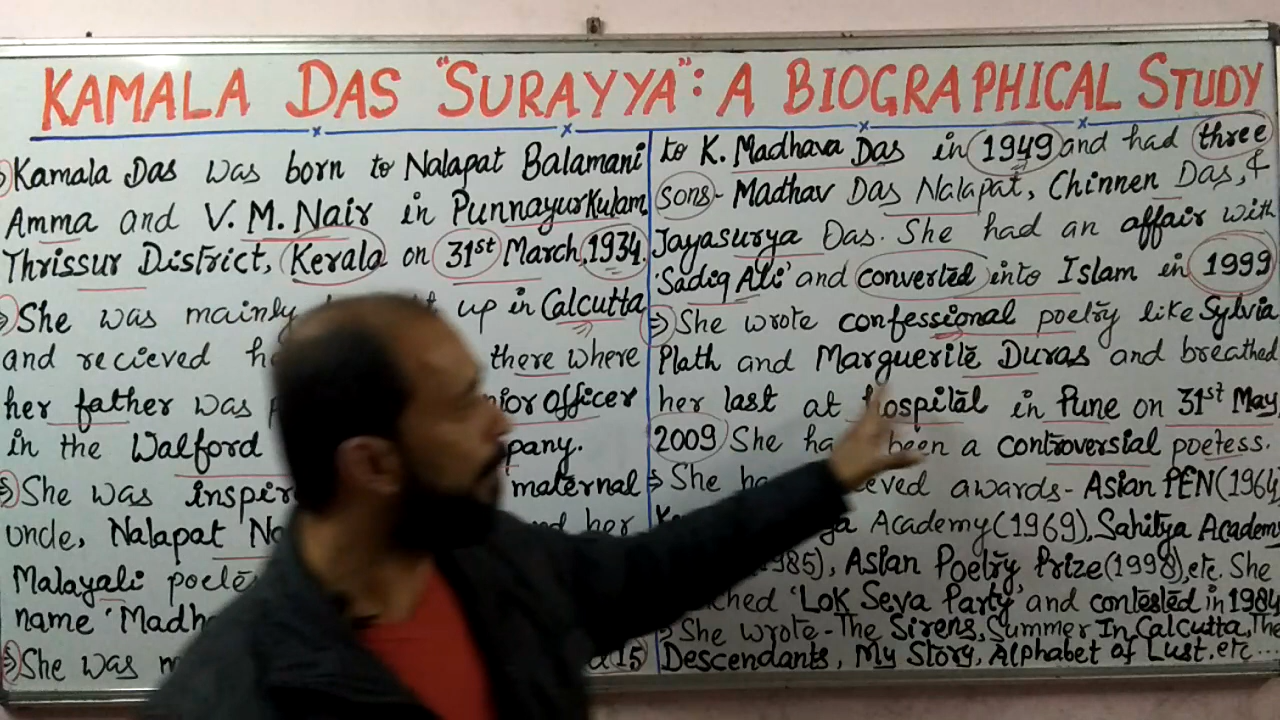 KAMALA DAS "SURAYYA": A BIOGRAPHICAL STUDY
Kamala Das was born to Nalapat Balamani
Amma and V. M. Nair in Punnayurkulam
Thrissur District, Kerala on 31st March, 1934.
⇒ She was mainly up in Calcutta
and recieved there where
her father was officer
in the Walford pany.
⇒ She was maternal
uncle, Nalapat and her
Malayali
name 'Madh
⇒ She was 15
to K. Madhava Das in 1949 and had three
sons - Madhav Das Nalapat, Chinnen Das, &
Jayasurya Das. She had an affair with
'Sadiq Ali' and converted into Islam in 1999
⇒ She wrote confessional poetry like Sylvia
Plath and Marguerite Duras and breathed
her last at hospital in Pune on 31st May
2009 She been a controversial poetess.
⇒ She awards - Asian PEN (1964
Academy (1969), Sahitya Academy
985), Asian Poetry Prize (1998), etc. She
ched 'Lok Seva Party' and contested in 1984
⇒ She wrote - The Sirens, Summer In Calcutta, The
Descendants, My Story, Alphabet of Lust, etc...